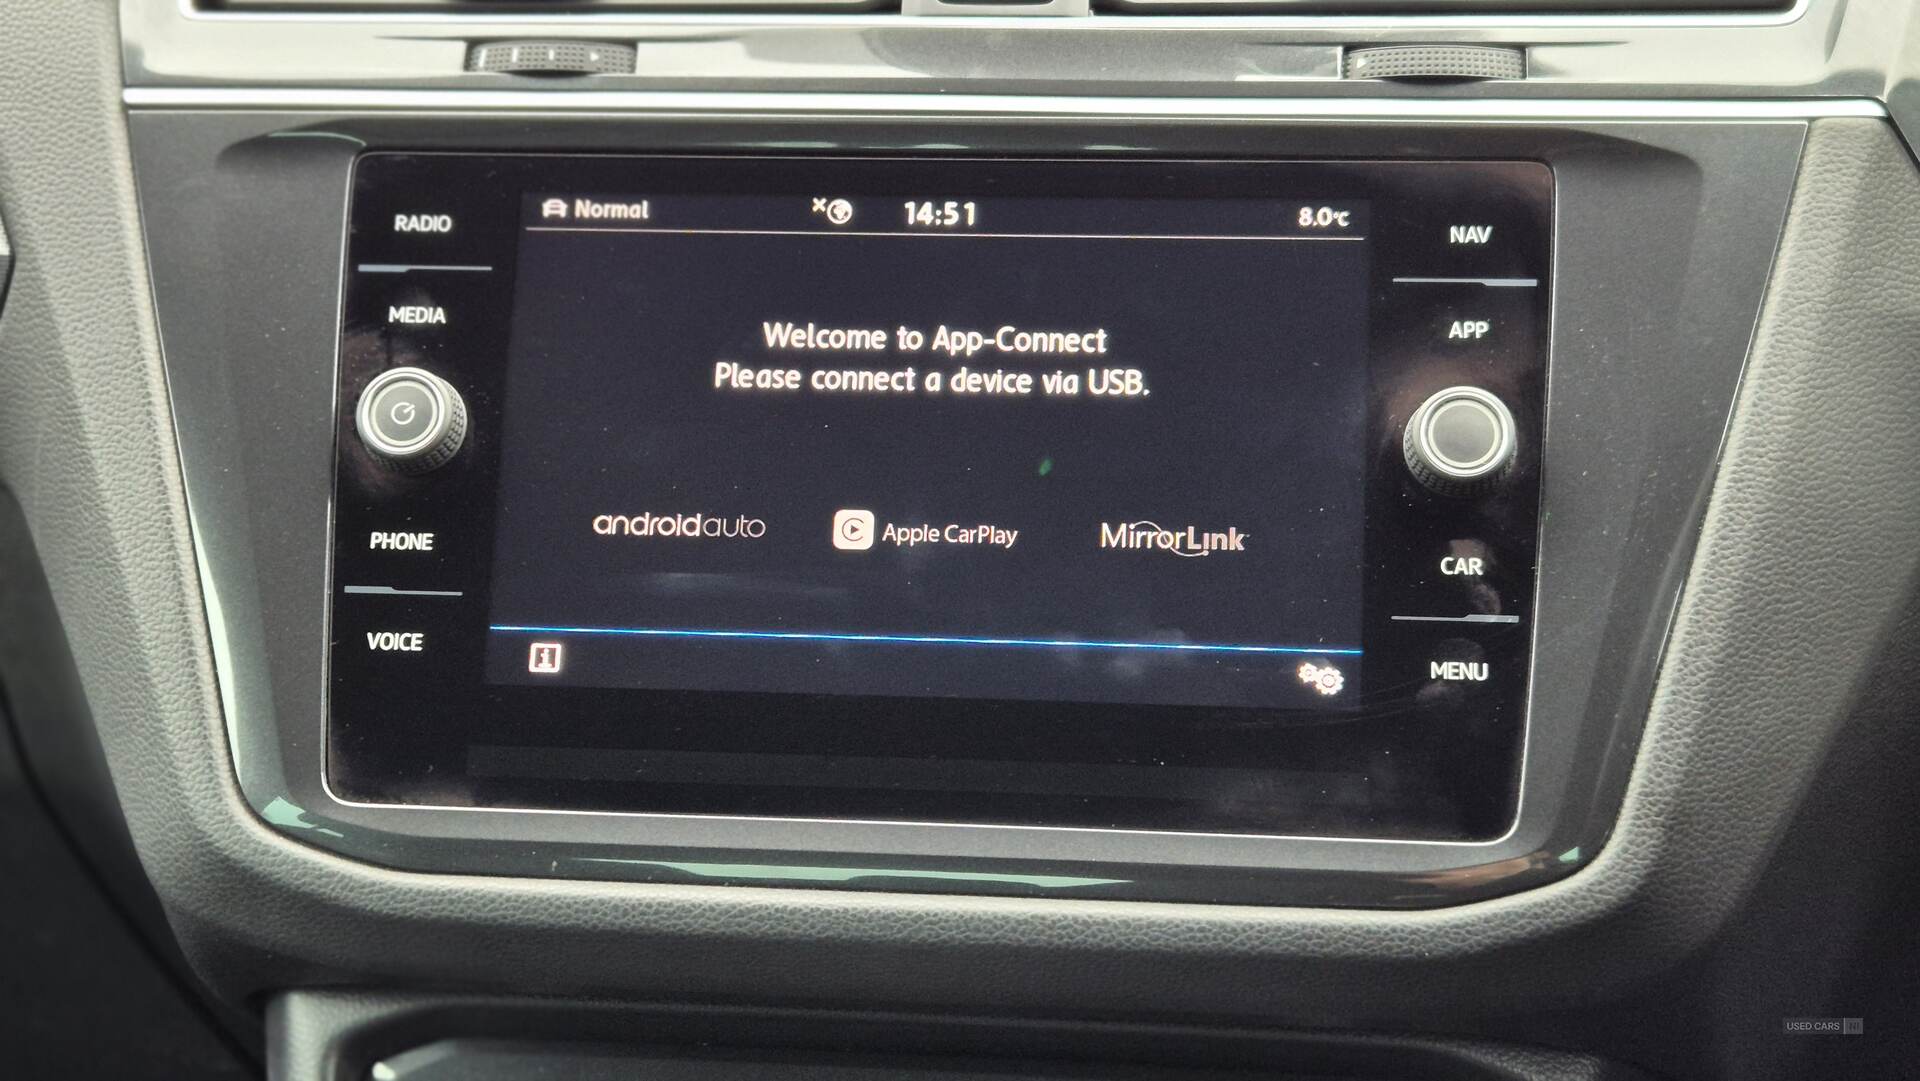 RADIO
MEDIA
PHONE
VOICE
Normal
14:51
8.0°C
Welcome to App-Connect
Please connect a device via USB.
androidauto
Apple CarPlay
MirrorLink
NAV
APP
CAR
MENU
USED CARS NI